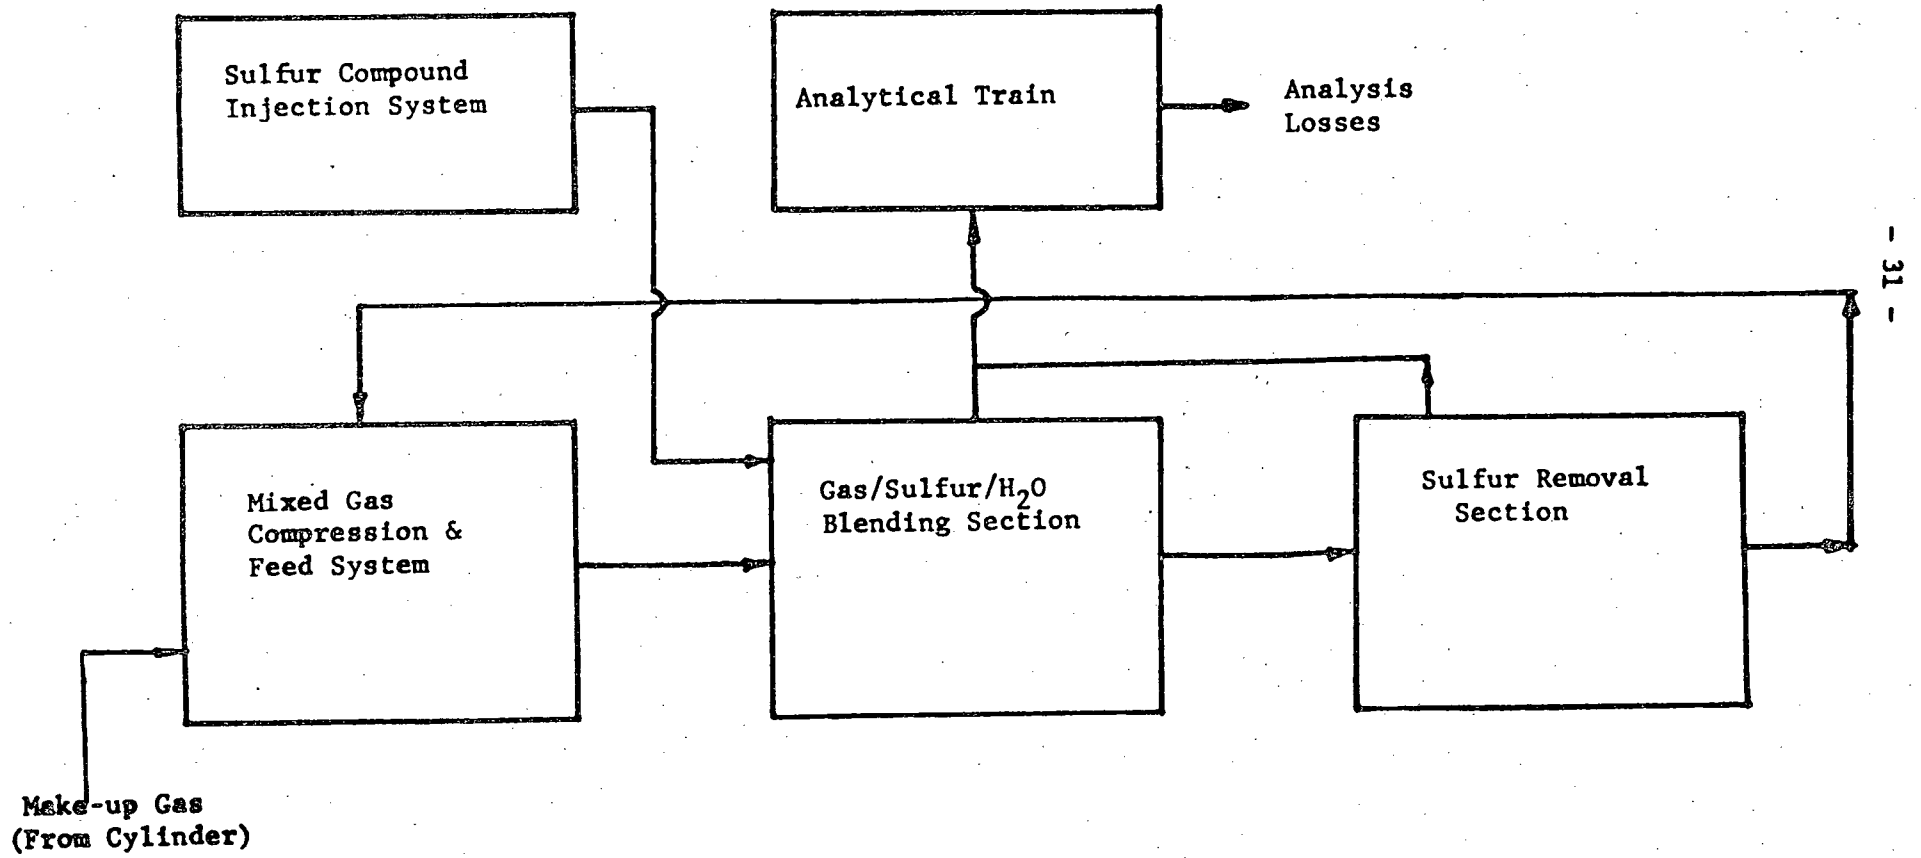 Sulfur Compound
Injection System
Analytical Train
Analysis
Losses
- 31 -
Mixed Gas
Compression &
Feed System
Gas/Sulfur/H₂O
Blending Section
Sulfur Removal
Section
Make-up Gas
(From Cylinder)